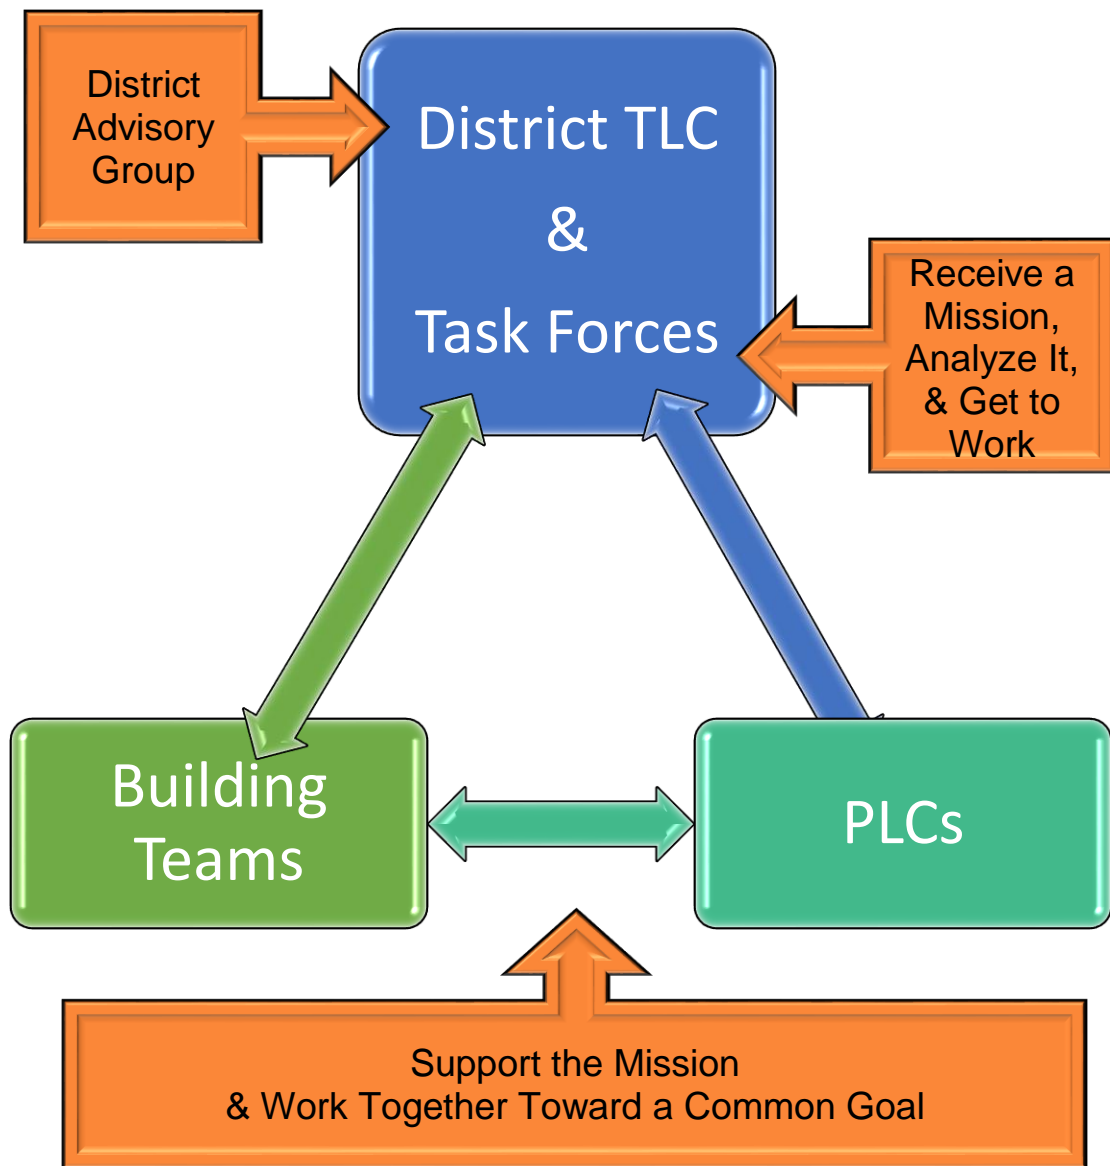 District
Advisory
Group
District TLC
&
Task Forces
Receive a
Mission,
Analyze It,
& Get to
Work
Building
Teams
PLCs
Support the Mission
& Work Together Toward a Common Goal